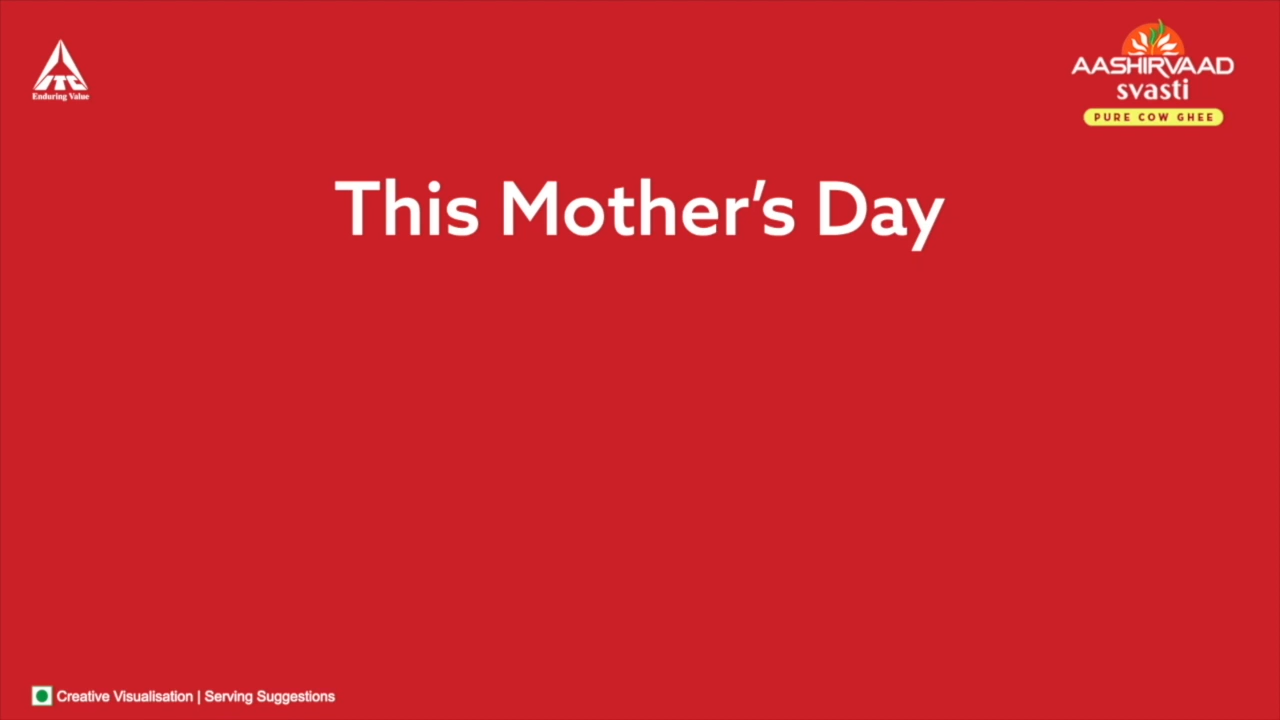 ITC
Enduring Value
AASHIRVAAD
svasti
PURE COW GHEE
This Mother’s Day
Creative Visualisation | Serving Suggestions